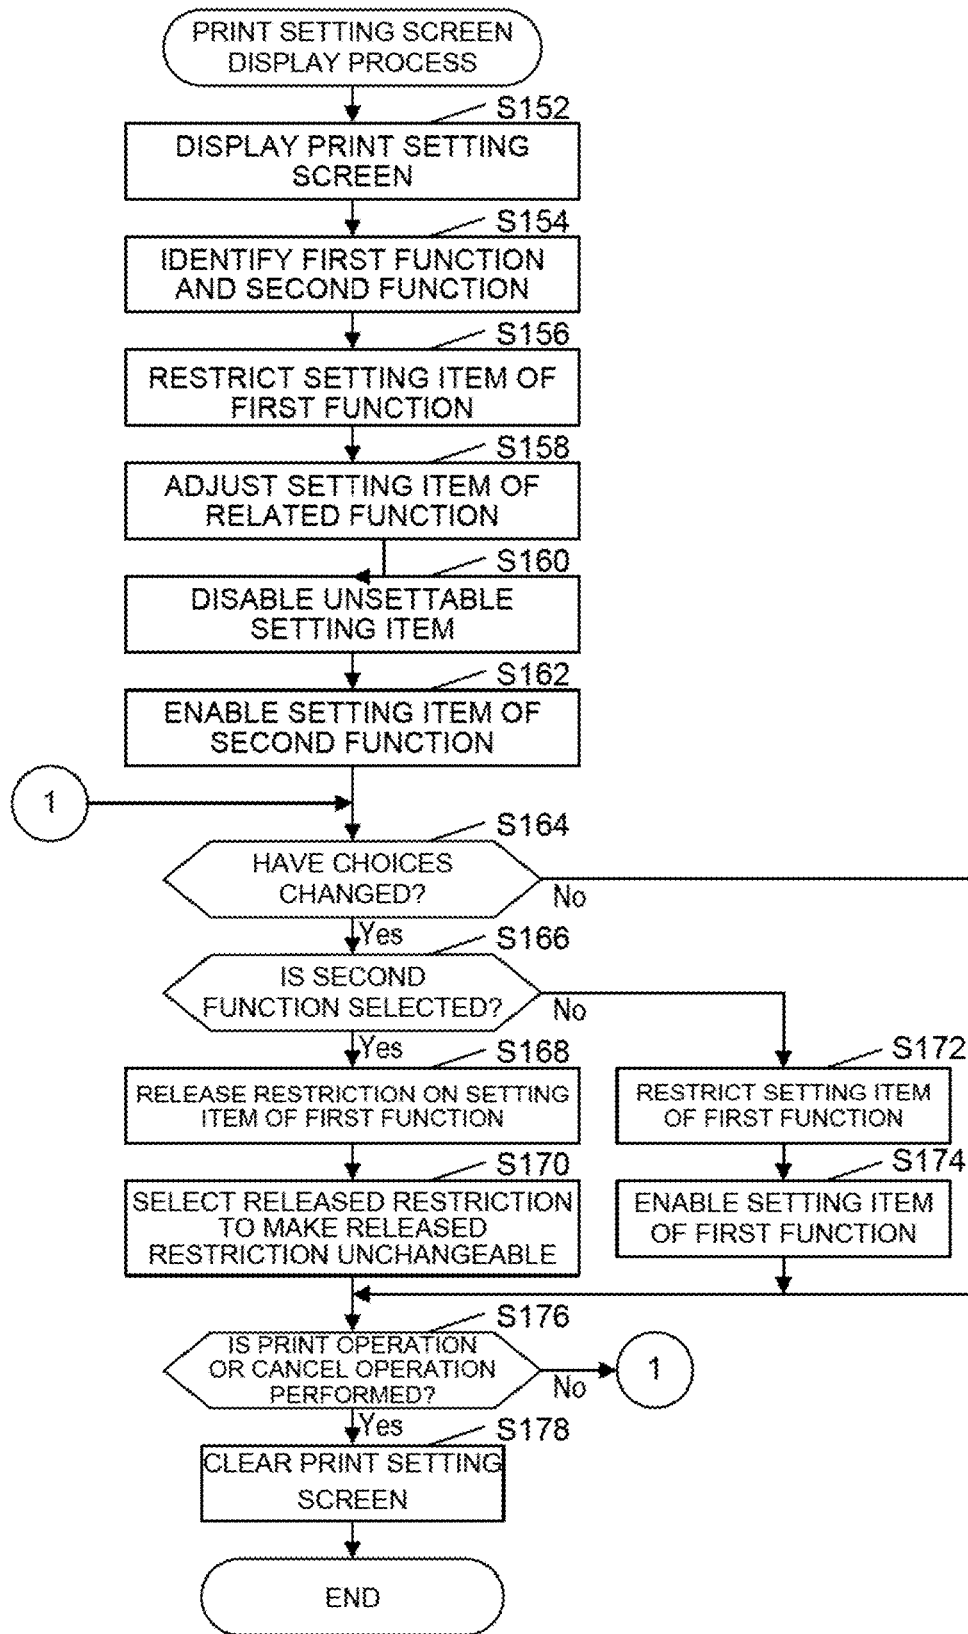 PRINT SETTING SCREEN
DISPLAY PROCESS
S152
DISPLAY PRINT SETTING
SCREEN
S154
IDENTIFY FIRST FUNCTION
AND SECOND FUNCTION
S156
RESTRICT SETTING ITEM OF
FIRST FUNCTION
S158
ADJUST SETTING ITEM OF
RELATED FUNCTION
S160
DISABLE UNSETTABLE
SETTING ITEM
S162
ENABLE SETTING ITEM OF
SECOND FUNCTION
1
S164
HAVE CHOICES
CHANGED?
No
Yes
S166
IS SECOND
FUNCTION SELECTED?
No
Yes
S168
RELEASE RESTRICTION ON SETTING
ITEM OF FIRST FUNCTION
S172
RESTRICT SETTING ITEM
OF FIRST FUNCTION
S170
SELECT RELEASED RESTRICTION
TO MAKE RELEASED
RESTRICTION UNCHANGEABLE
S174
ENABLE SETTING ITEM
OF FIRST FUNCTION
S176
IS PRINT OPERATION
OR CANCEL OPERATION
PERFORMED?
No
1
Yes
S178
CLEAR PRINT SETTING
SCREEN
END